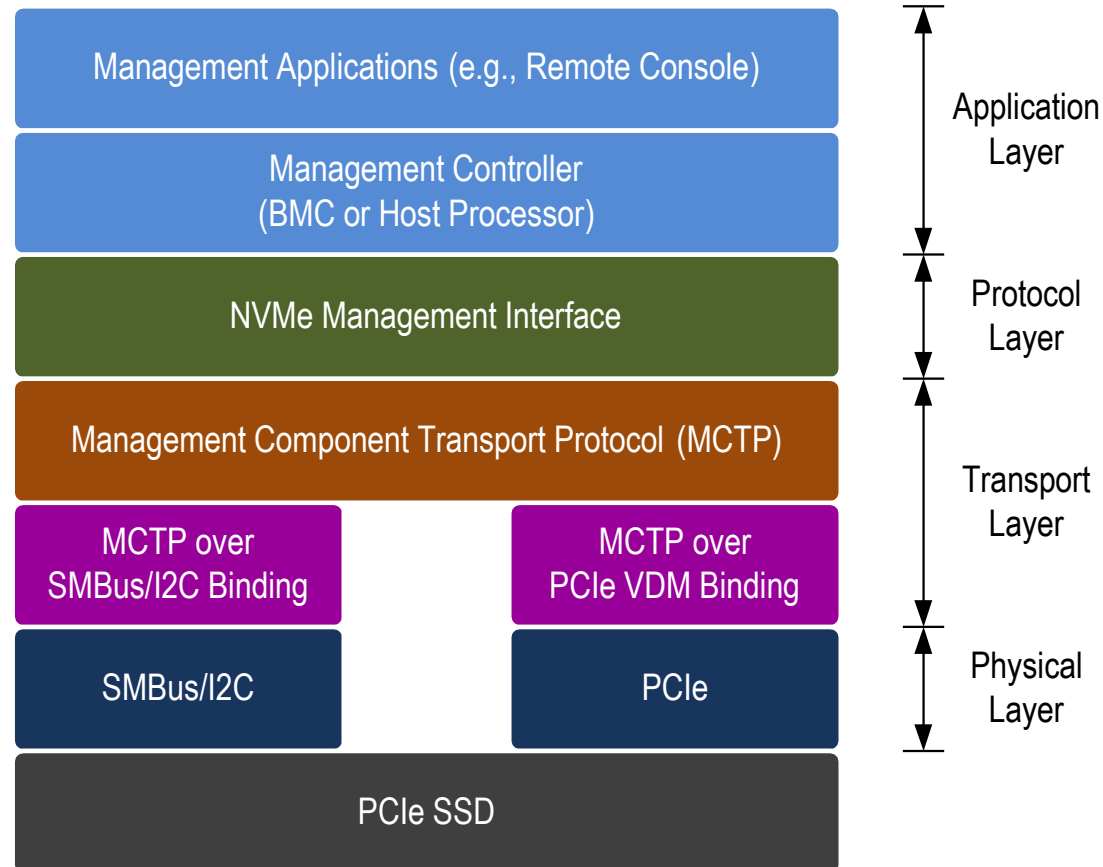 Management Applications (e.g., Remote Console)
Management Controller
(BMC or Host Processor)
Application
Layer
NVMe Management Interface
Protocol
Layer
Management Component Transport Protocol (MCTP)
MCTP over
SMBus/I2C Binding
MCTP over
PCIe VDM Binding
Transport
Layer
SMBus/I2C
PCIe
Physical
Layer
PCIe SSD